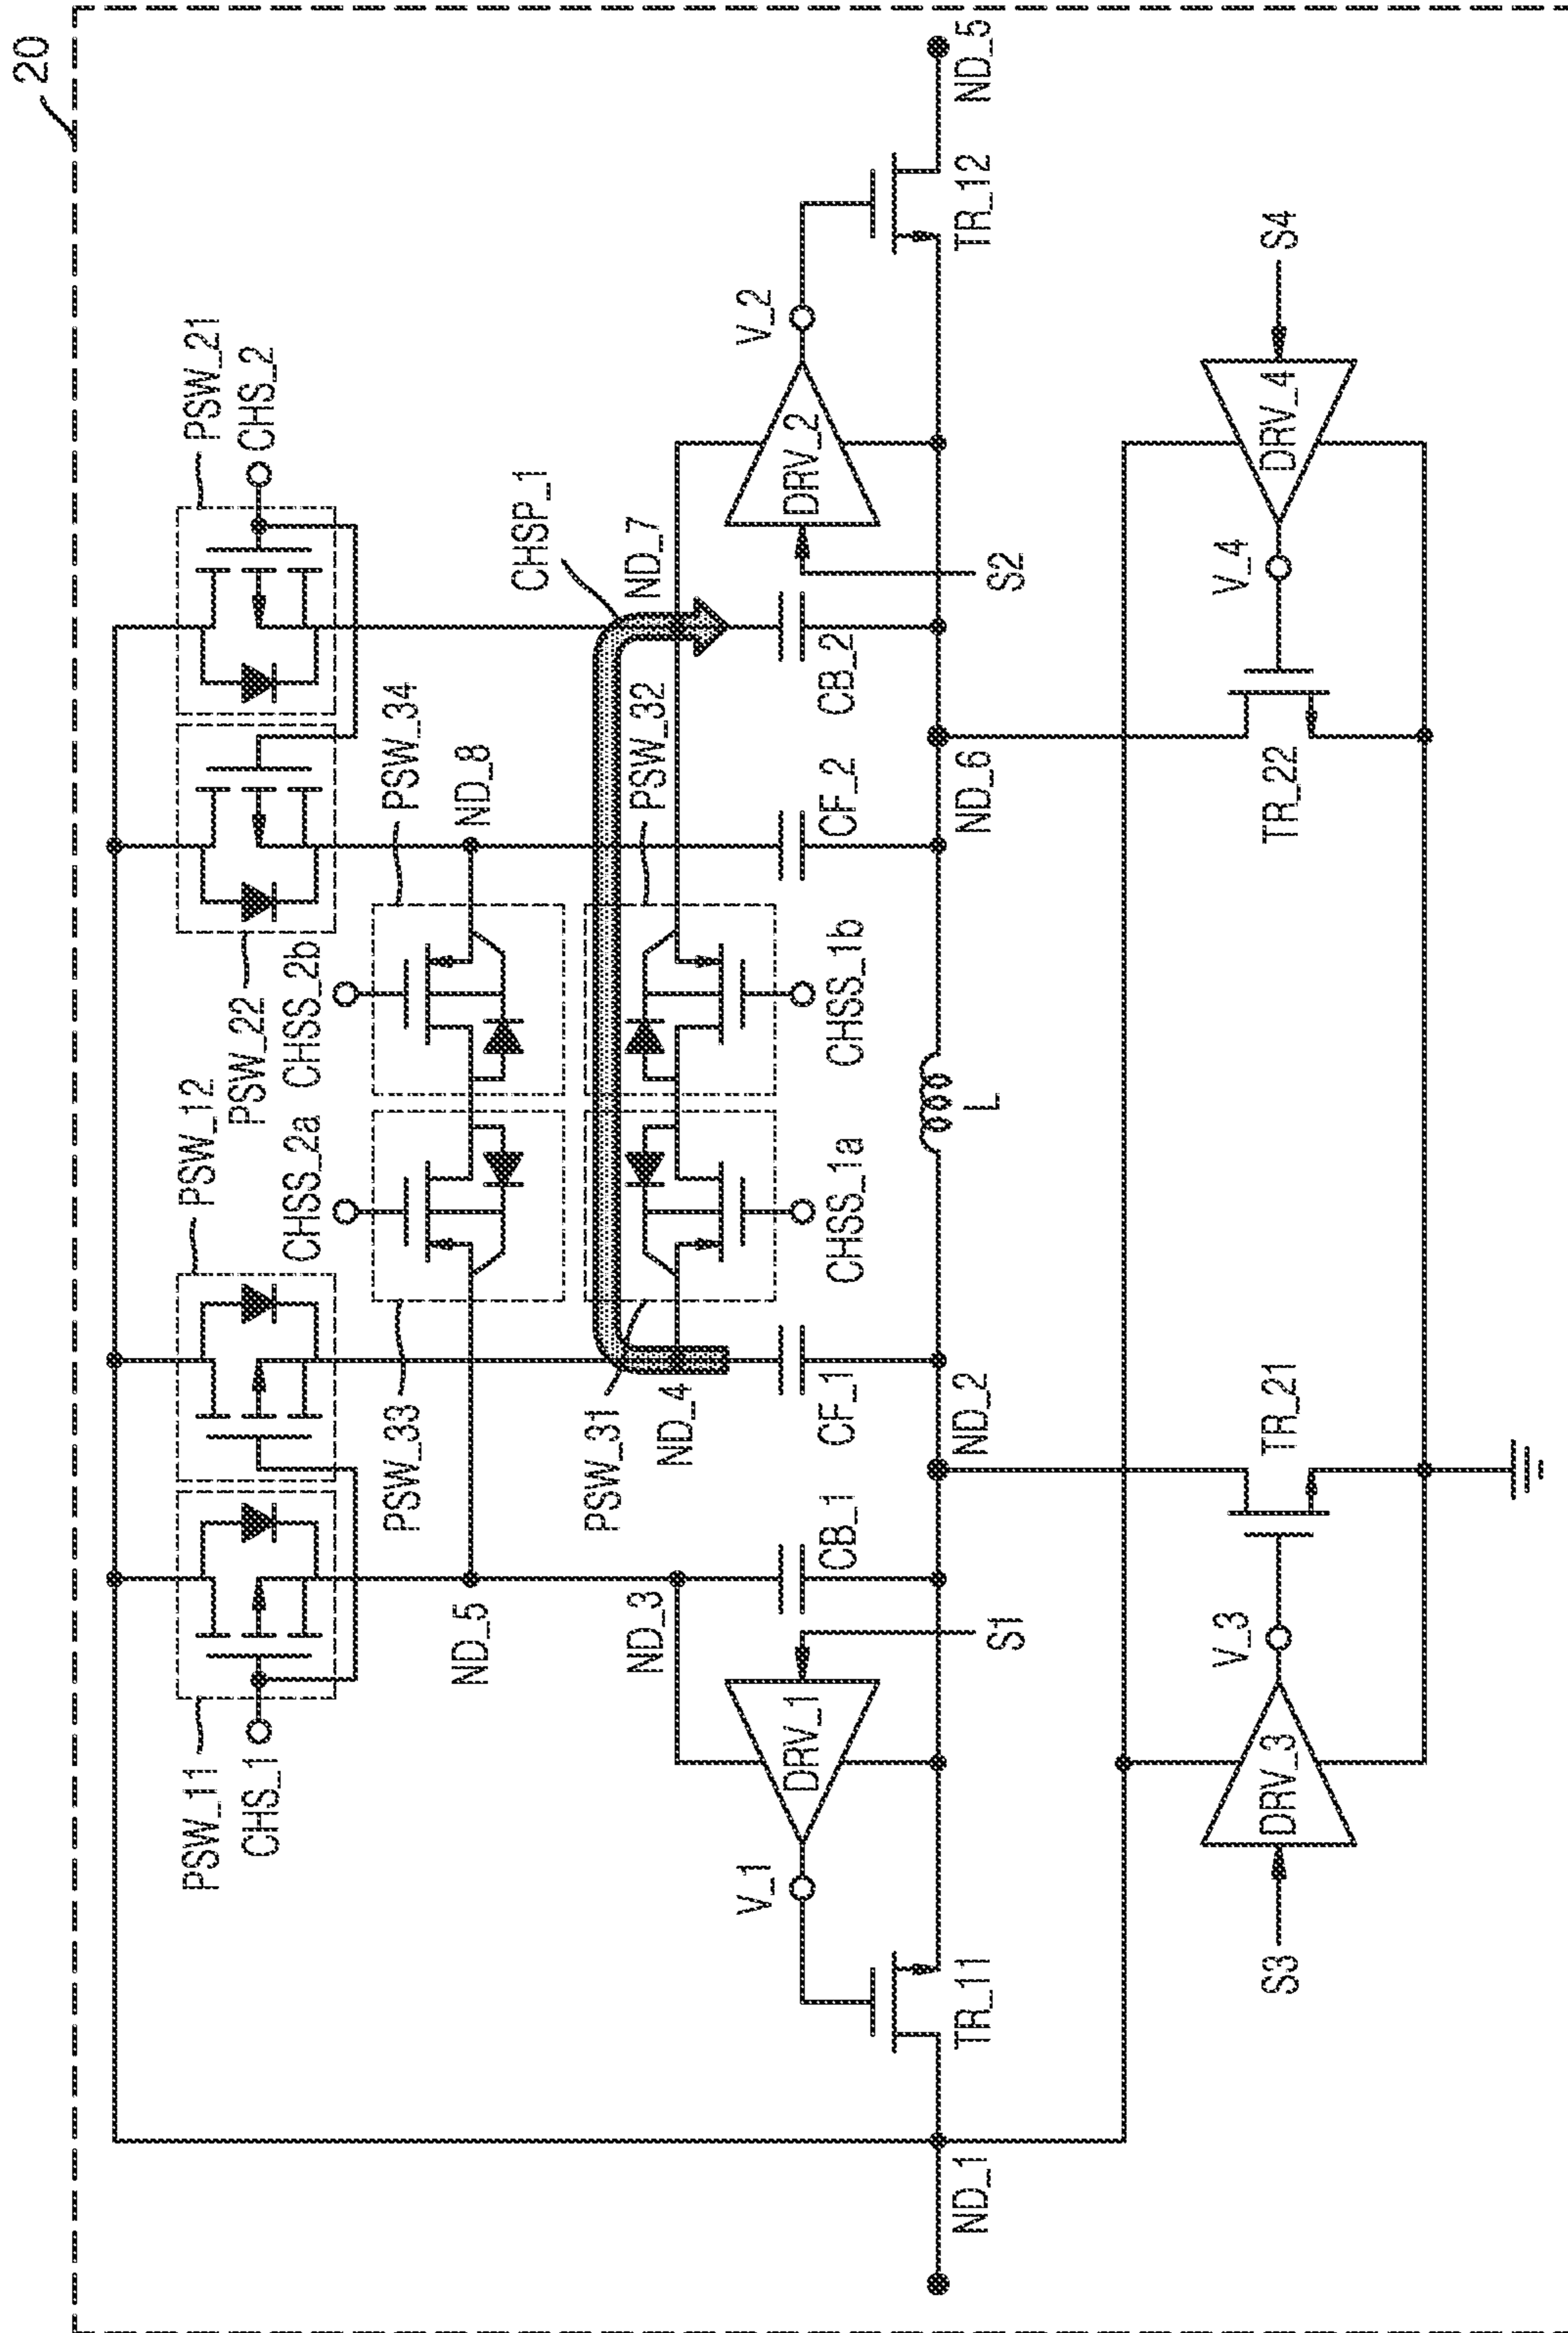 20
PSW_11
CHS_1
PSW_12
PSW_22
PSW_21
CHS_2
CHSS_2a
CHSS_2b
PSW_33
PSW_34
ND_5
ND_8
CHSP_1
PSW_31
PSW_32
ND_3
ND_4
ND_7
V_1
DRV_1
CB_1
CF_1
CHSS_1a
CHSS_1b
CF_2
CB_2
DRV_2
V_2
ND_1
TR_11
S1
ND_2
L
ND_6
S2
TR_12
ND_5
S3
DRV_3
V_3
TR_21
TR_22
V_4
DRV_4
S4